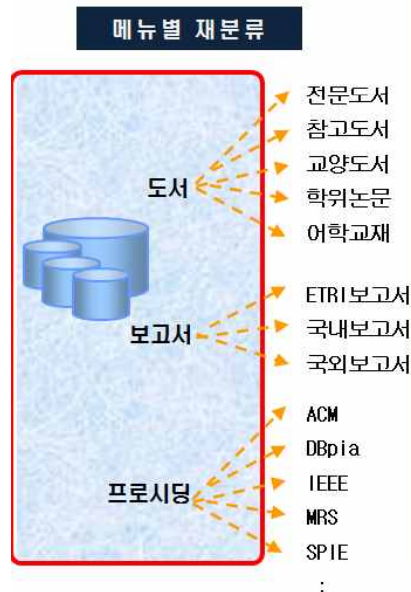 메뉴별 재분류
도서
전문도서
참고도서
교양도서
학위논문
어학교재
보고서
ETRI보고서
국내보고서
국외보고서
프로시딩
ACM
DBpia
IEEE
MRS
SPIE
: